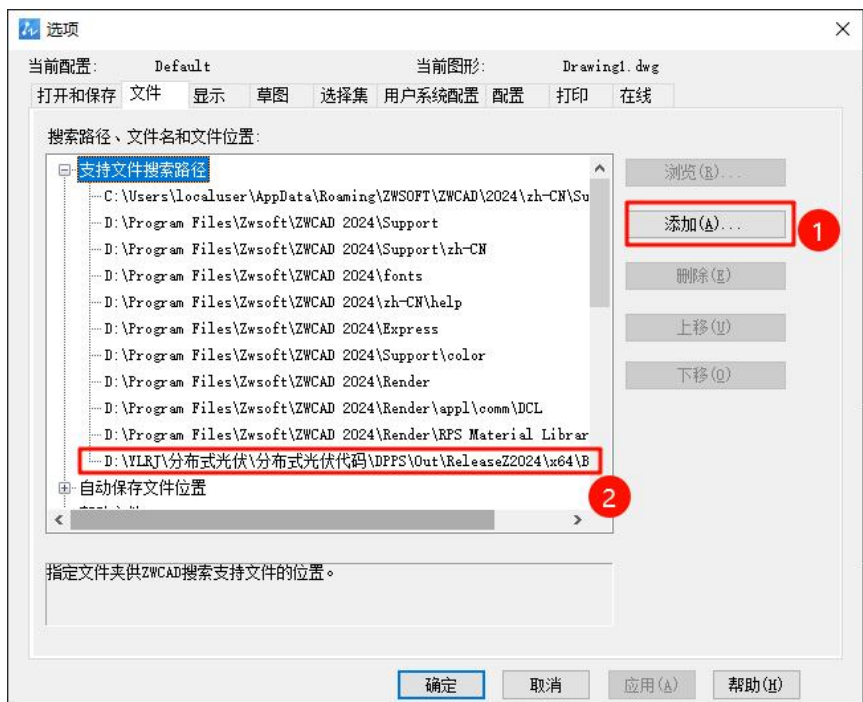 选项
当前配置: Default 当前图形: Drawing1.dwg
打开和保存 文件 显示 草图 选择集 用户系统配置 配置 打印 在线
搜索路径、文件名和文件位置:
支持文件搜索路径
C:\Users\localuser\AppData\Roaming\ZWSOFT\ZWCAD\2024\zh-CN\Su
D:\Program Files\Zwsoft\ZWCAD 2024\Support
D:\Program Files\Zwsoft\ZWCAD 2024\Support\zh-CN
D:\Program Files\Zwsoft\ZWCAD 2024\fonts
D:\Program Files\Zwsoft\ZWCAD 2024\zh-CN\help
D:\Program Files\Zwsoft\ZWCAD 2024\Express
D:\Program Files\Zwsoft\ZWCAD 2024\Support\color
D:\Program Files\Zwsoft\ZWCAD 2024\Render
D:\Program Files\Zwsoft\ZWCAD 2024\Render\appl\comm\DCL
D:\Program Files\Zwsoft\ZWCAD 2024\Render\RPS Material Librar
D:\YLRJ\分布式光伏\分布式光伏代码\DPPS\Out\ReleaseZ2024\x64\B
2
自动保存文件位置
浏览(R)...
添加(A)...
1
删除(E)
上移(U)
下移(O)
指定文件夹供ZWCAD搜索支持文件的位置。
确定 取消 应用(A) 帮助(H)